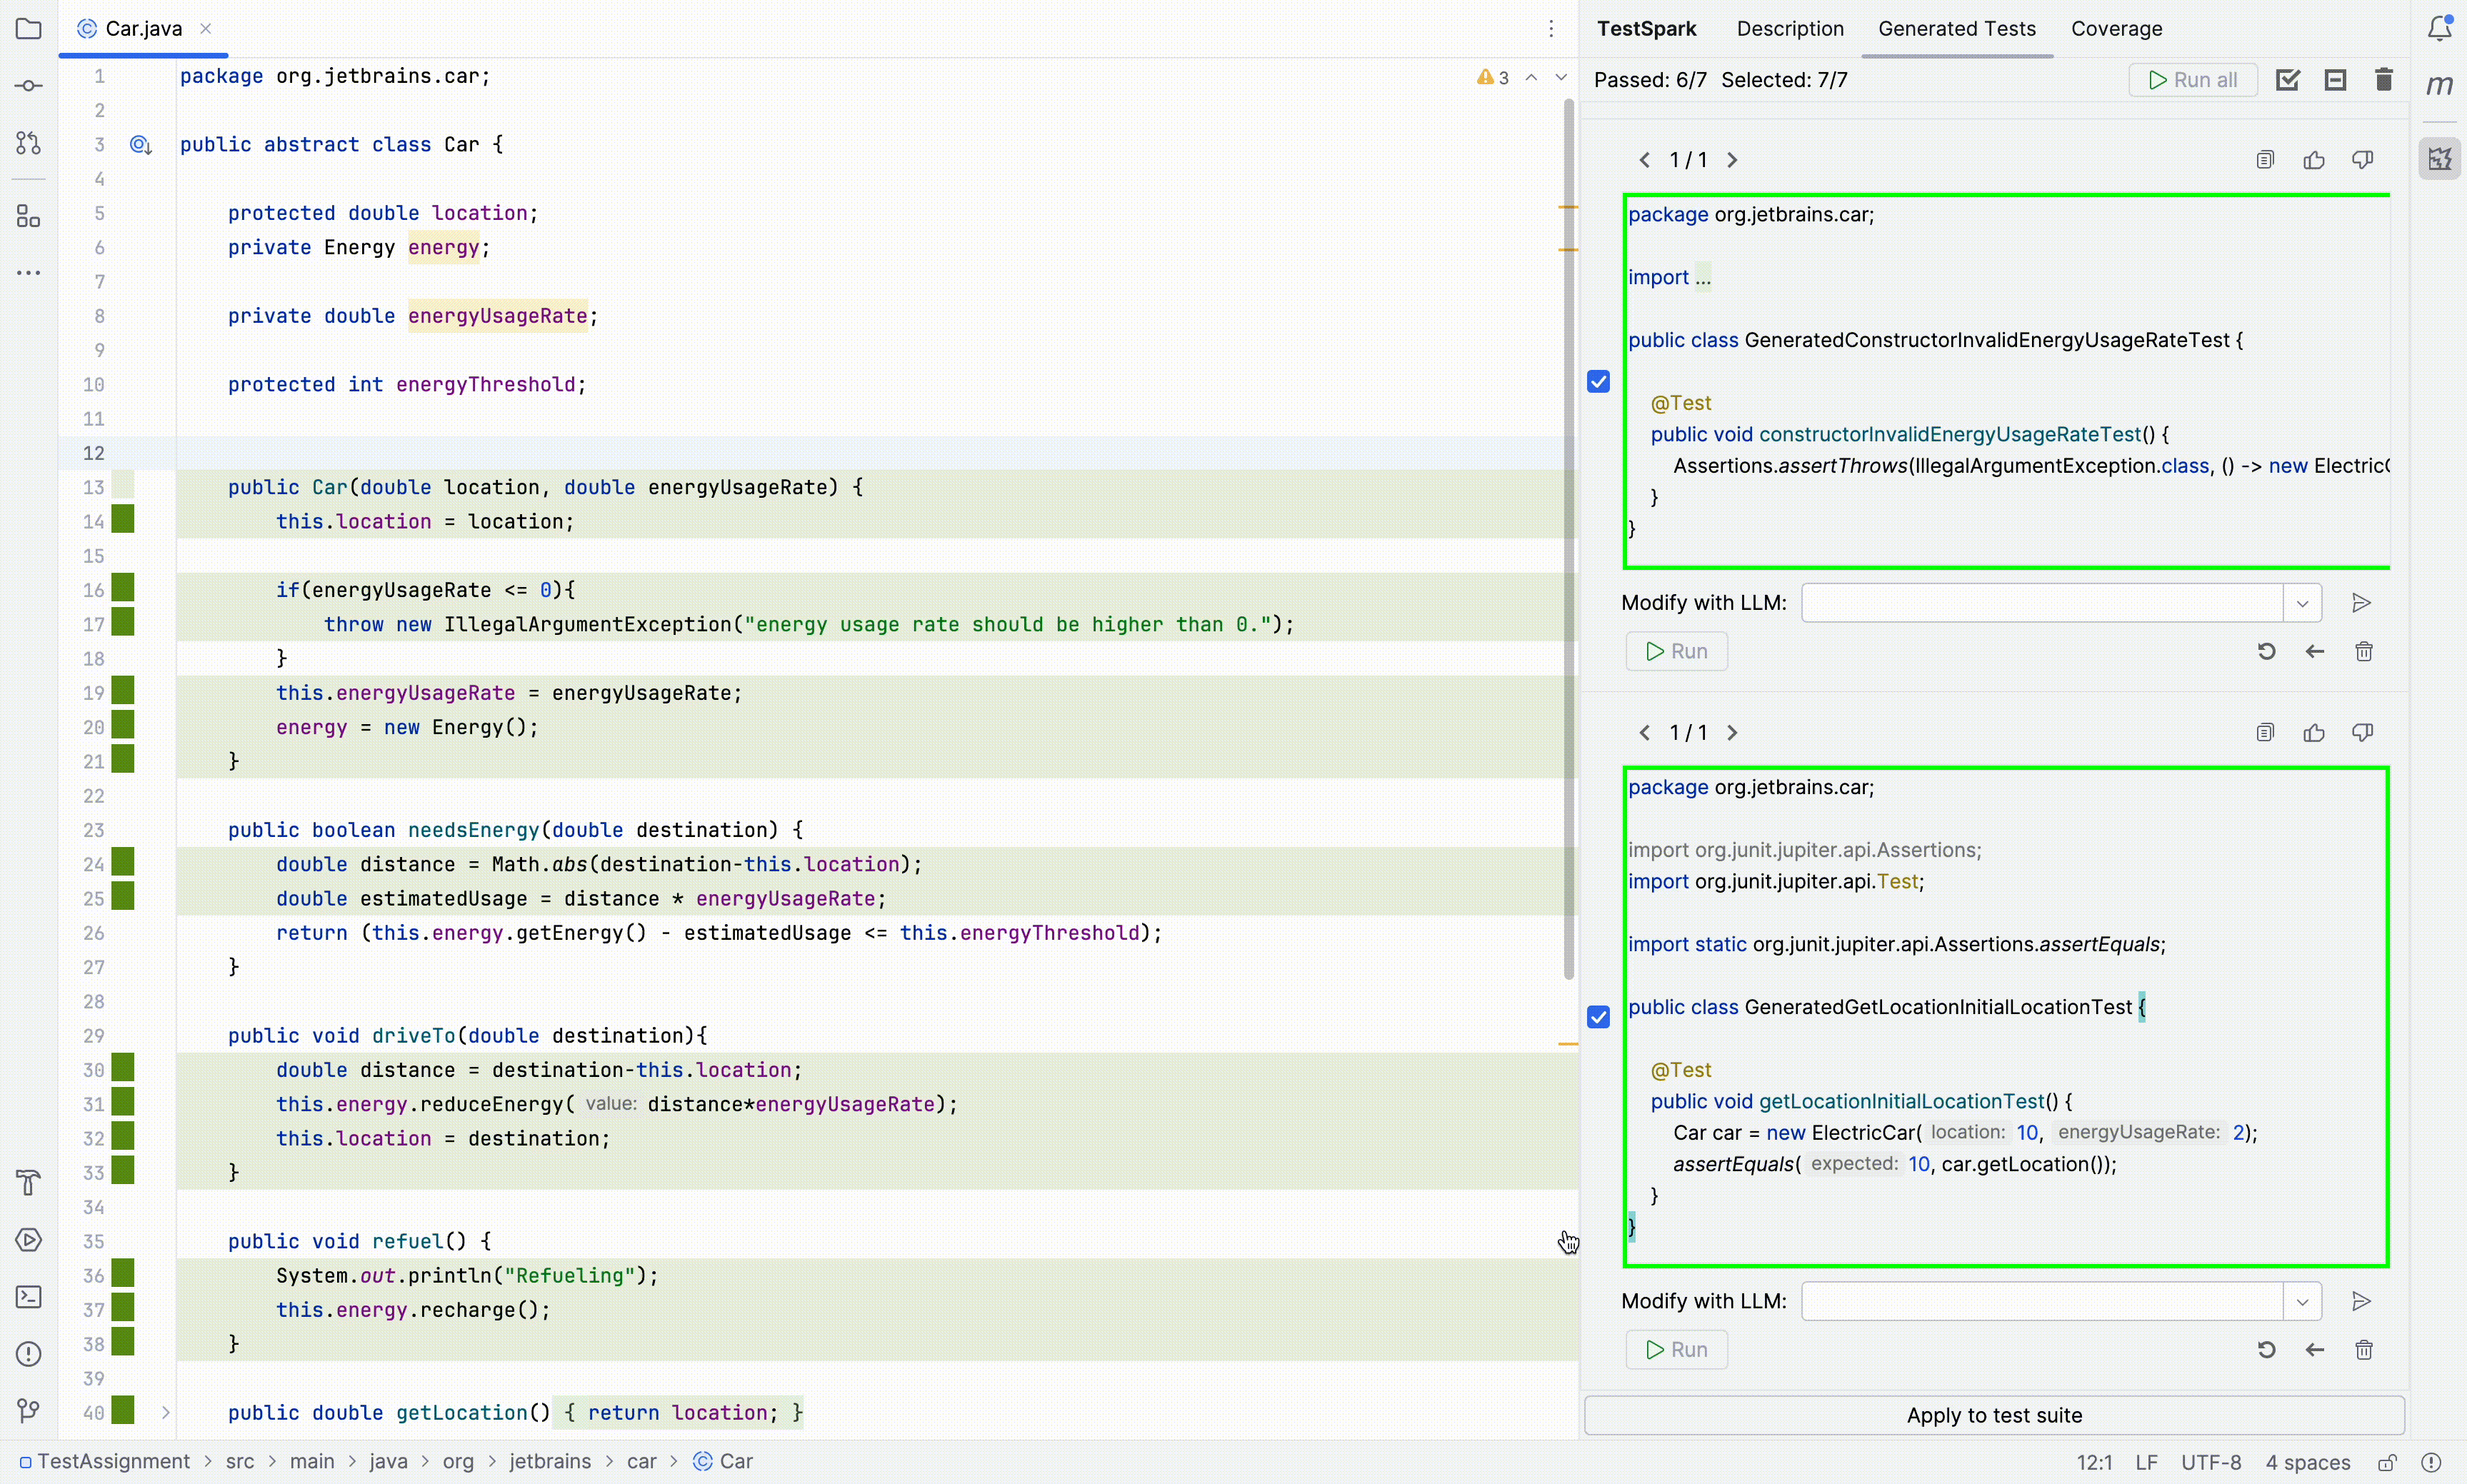 Car.java
1 package org.jetbrains.car;
2
3 public abstract class Car {
4
5 protected double location;
6 private Energy energy;
7
8 private double energyUsageRate;
9
10 protected int energyThreshold;
11
12
13 public Car(double location, double energyUsageRate) {
14 this.location = location;
15
16 if(energyUsageRate <= 0){
17 throw new IllegalArgumentException("energy usage rate should be higher than 0.");
18 }
19 this.energyUsageRate = energyUsageRate;
20 energy = new Energy();
21 }
22
23 public boolean needsEnergy(double destination) {
24 double distance = Math.abs(destination-this.location);
25 double estimatedUsage = distance * energyUsageRate;
26 return (this.energy.getEnergy() - estimatedUsage <= this.energyThreshold);
27 }
28
29 public void driveTo(double destination){
30 double distance = destination-this.location;
31 this.energy.reduceEnergy( value: distance*energyUsageRate);
32 this.location = destination;
33 }
34
35 public void refuel() {
36 System.out.println("Refueling");
37 this.energy.recharge();
38 }
39
40 public double getLocation() { return location; }
3
TestSpark Description Generated Tests Coverage
Passed: 6/7 Selected: 7/7 Run all
m
1 / 1
package org.jetbrains.car;
import ...
public class GeneratedConstructorInvalidEnergyUsageRateTest {
@Test
public void constructorInvalidEnergyUsageRateTest() {
Assertions.assertThrows(IllegalArgumentException.class, () -> new Electric
}
}
Modify with LLM:
Run
1 / 1
package org.jetbrains.car;
import org.junit.jupiter.api.Assertions;
import org.junit.jupiter.api.Test;
import static org.junit.jupiter.api.Assertions.assertEquals;
public class GeneratedGetLocationInitialLocationTest {
@Test
public void getLocationInitialLocationTest() {
Car car = new ElectricCar( location: 10, energyUsageRate: 2);
assertEquals( expected: 10, car.getLocation());
}
}
Modify with LLM:
Run
Apply to test suite
TestAssignment > src > main > java > org > jetbrains > car > Car
12:1 LF UTF-8 4 spaces